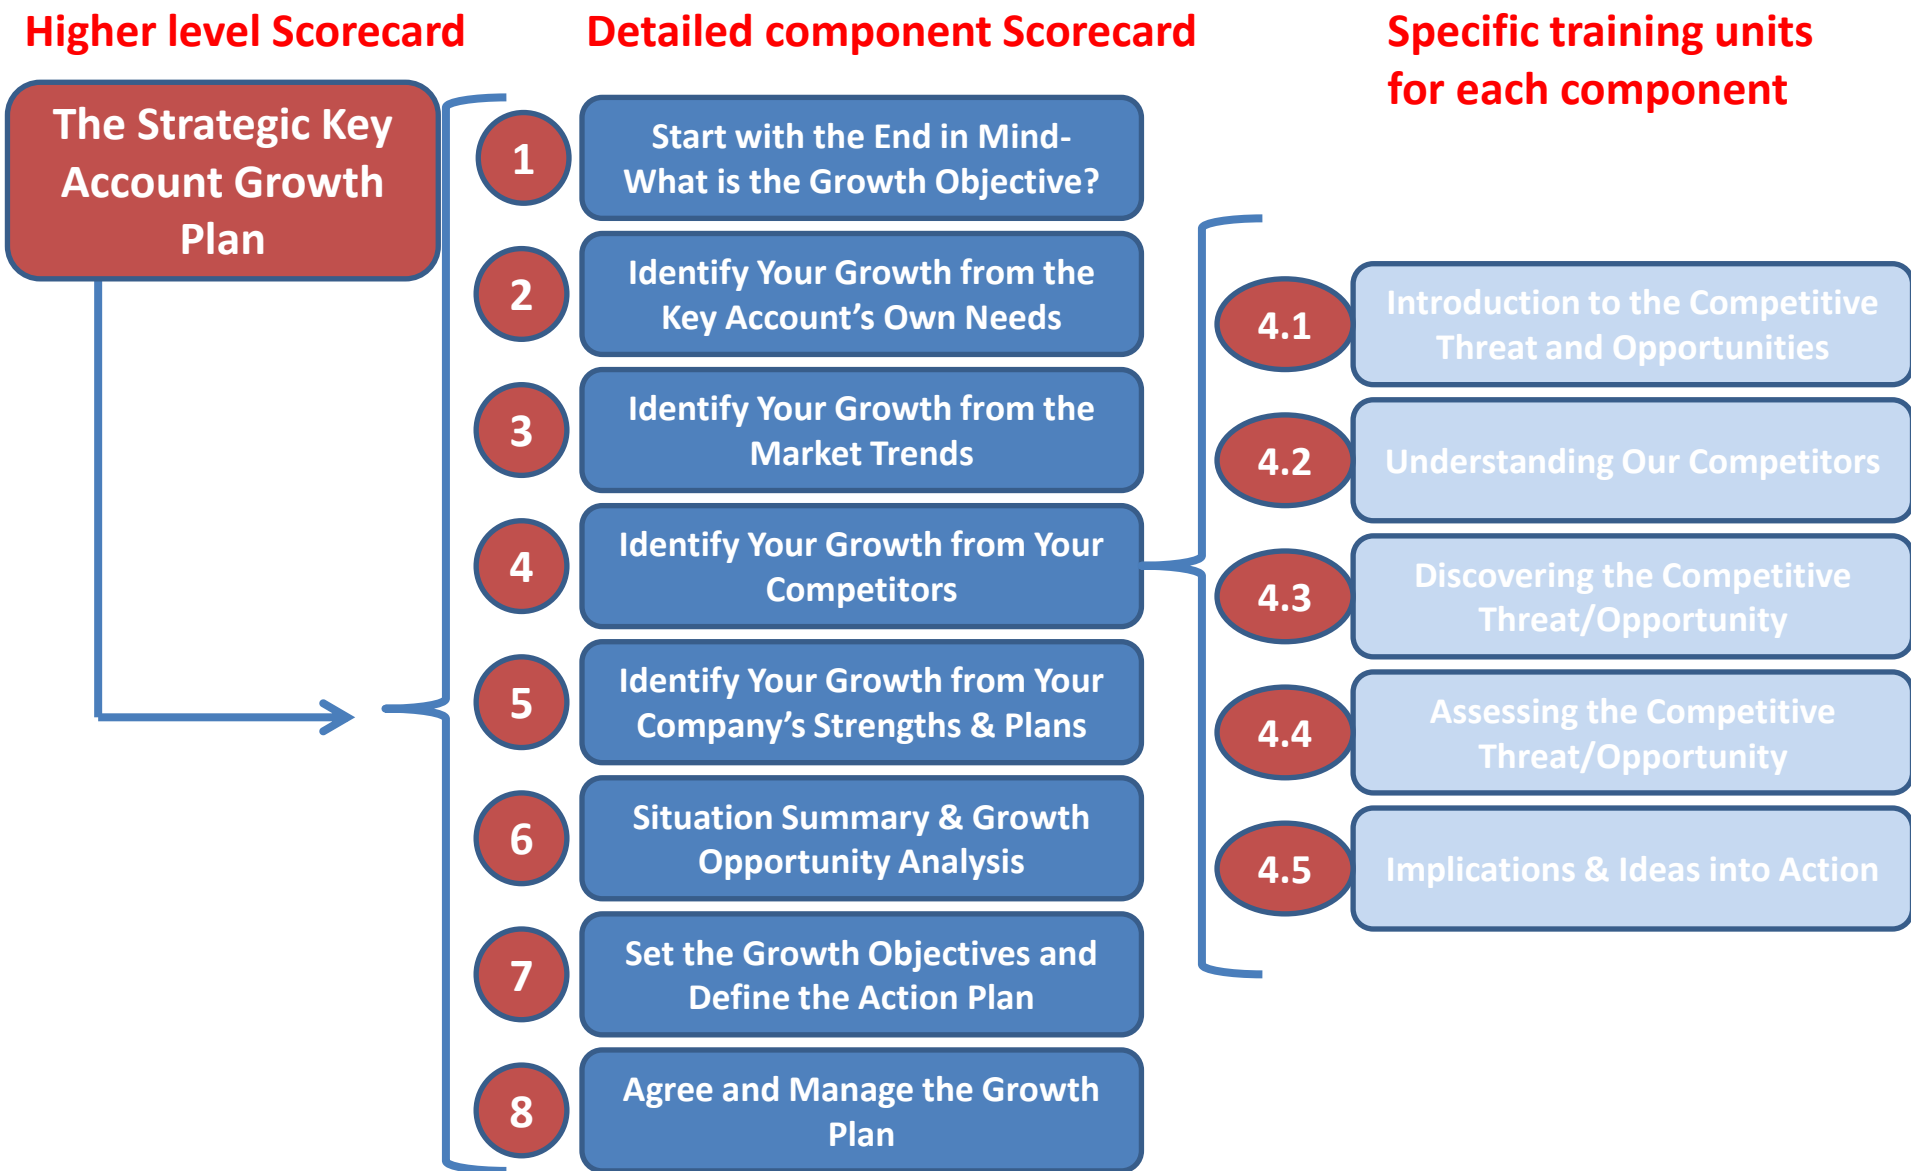 Higher level Scorecard
The Strategic Key
Account Growth
Plan
Detailed component Scorecard
1
Start with the End in Mind-
What is the Growth Objective?
2
Identify Your Growth from the
Key Account’s Own Needs
3
Identify Your Growth from the
Market Trends
4
Identify Your Growth from Your
Competitors
5
Identify Your Growth from Your
Company’s Strengths & Plans
6
Situation Summary & Growth
Opportunity Analysis
7
Set the Growth Objectives and
Define the Action Plan
8
Agree and Manage the Growth
Plan
Specific training units
for each component
4.1
Introduction to the Competitive
Threat and Opportunities
4.2
Understanding Our Competitors
4.3
Discovering the Competitive
Threat/Opportunity
4.4
Assessing the Competitive
Threat/Opportunity
4.5
Implications & Ideas into Action